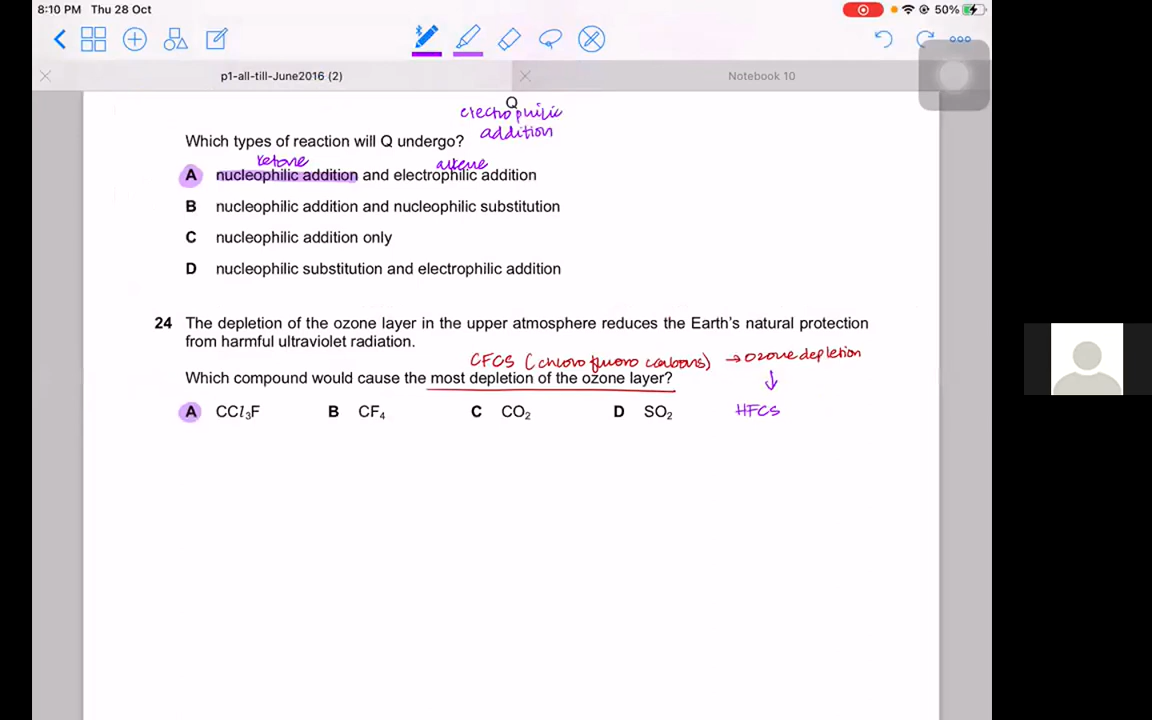 8:10 PM Thu 28 Oct
50%
p1-all-till-June2016 (2)
Notebook 10
Q
electrophilic
addition
Which types of reaction will Q undergo?
ketone
alkene
A nucleophilic addition and electrophilic addition
B nucleophilic addition and nucleophilic substitution
C nucleophilic addition only
D nucleophilic substitution and electrophilic addition
24 The depletion of the ozone layer in the upper atmosphere reduces the Earth's natural protection
from harmful ultraviolet radiation.
CFCS (chloro fluoro carbons) → ozone depletion
Which compound would cause the most depletion of the ozone layer?
↓
A CCl₃F B CF₄ C CO₂ D SO₂ HFCS